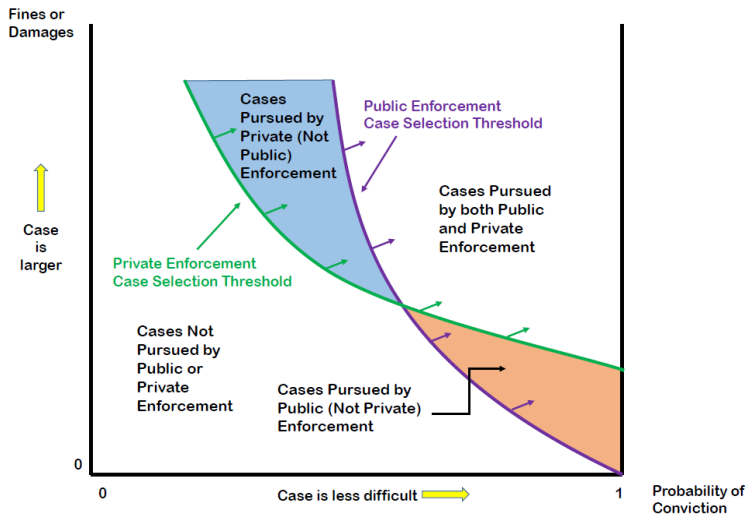 Fines or
Damages
Cases
Pursued by
Private (Not
Public)
Enforcement
Public Enforcement
Case Selection Threshold
Cases Pursued
by both Public
and Private
Enforcement
Case
is
larger
Private Enforcement
Case Selection Threshold
Cases Not
Pursued by
Public or
Private
Enforcement
Cases Pursued by
Public (Not Private)
Enforcement
0
0
Case is less difficult
1
Probability of
Conviction